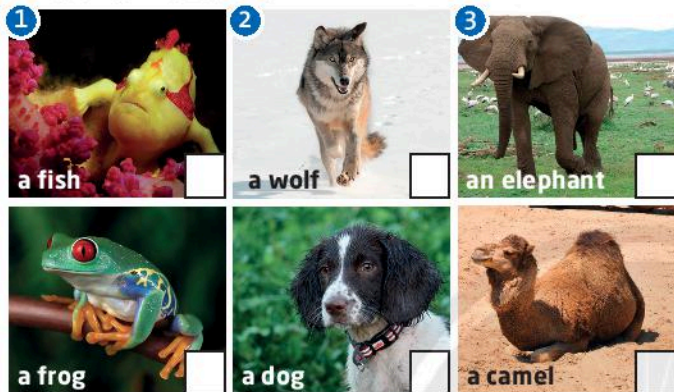 1
2
3
a fish
a wolf
an elephant
a frog
a dog
a camel